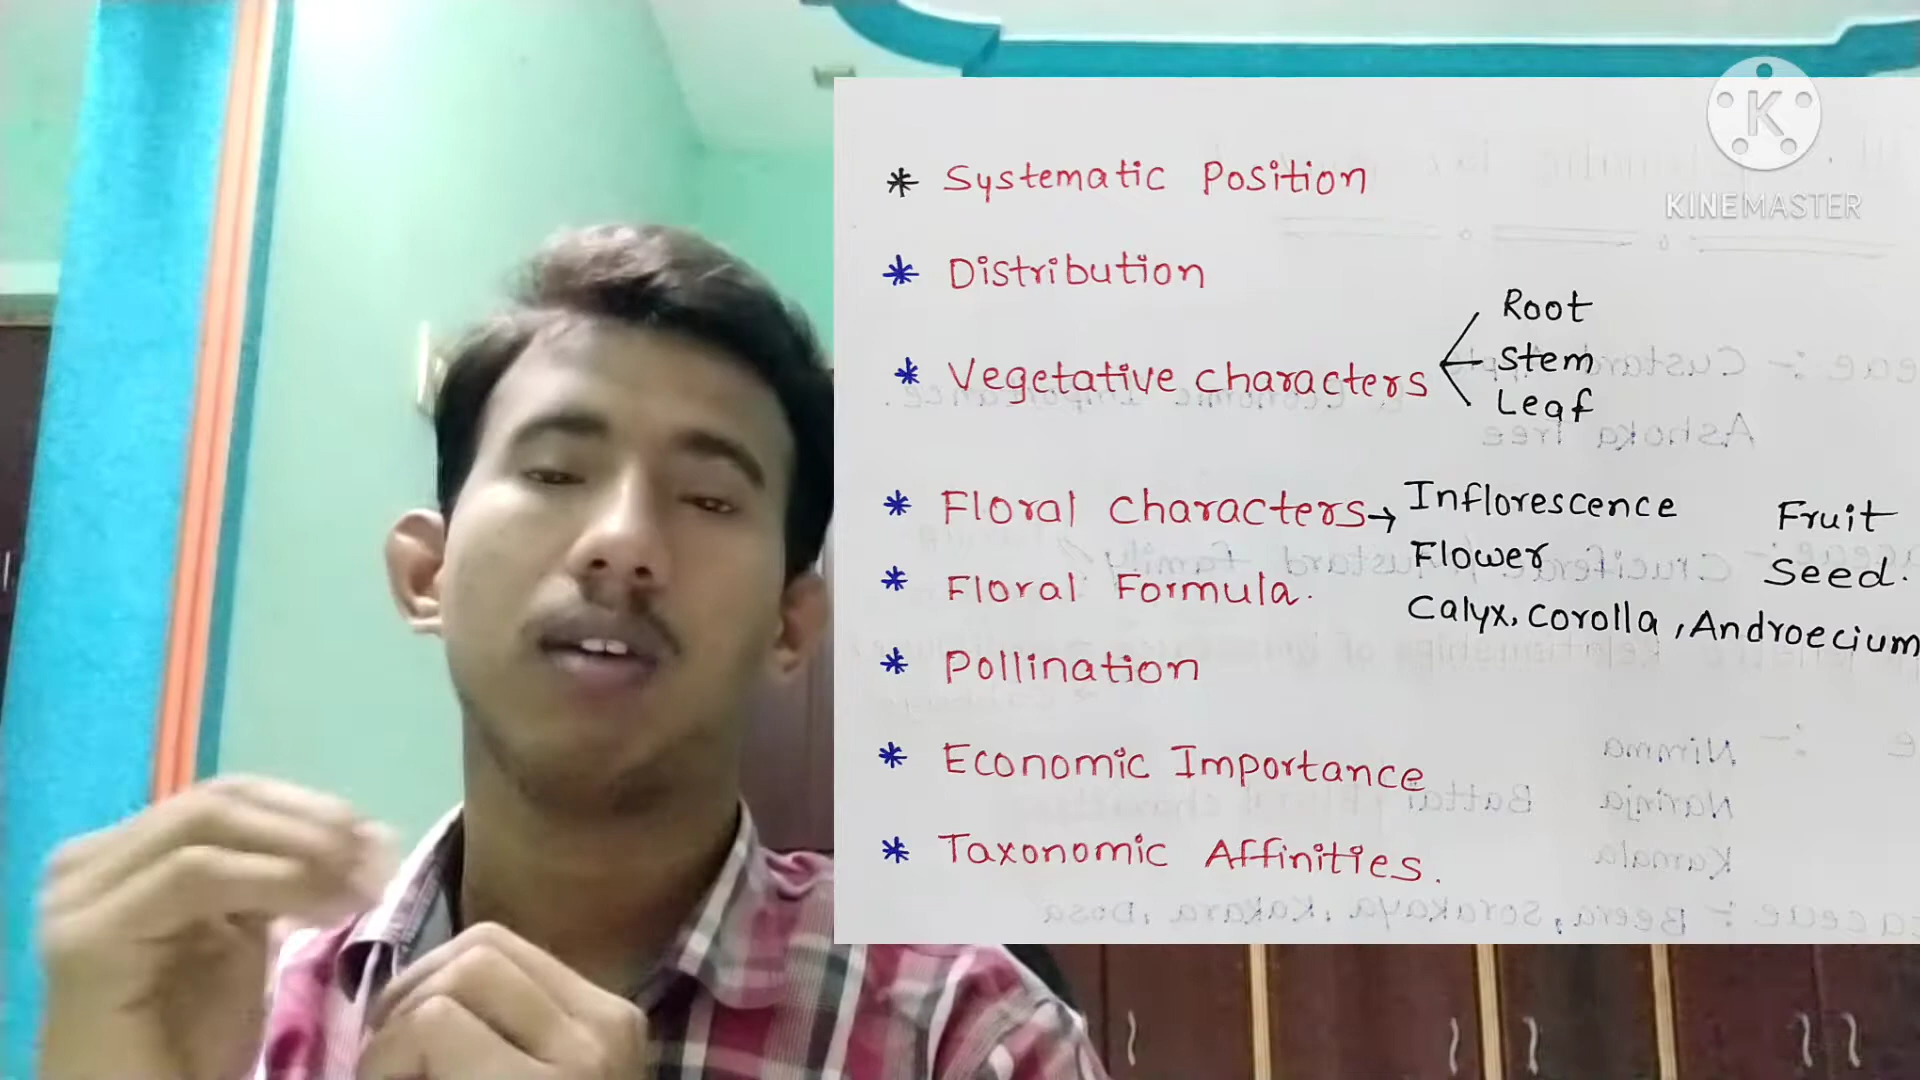 K
KINEMASTER
* Systematic Position
* Distribution
* Vegetative characters
Root
Stem
Leaf
* Floral characters → Inflorescence
Flower
Calyx, Corolla, Androecium
Fruit
Seed.
* Floral Formula.
* Pollination
* Economic Importance
* Taxonomic Affinities.